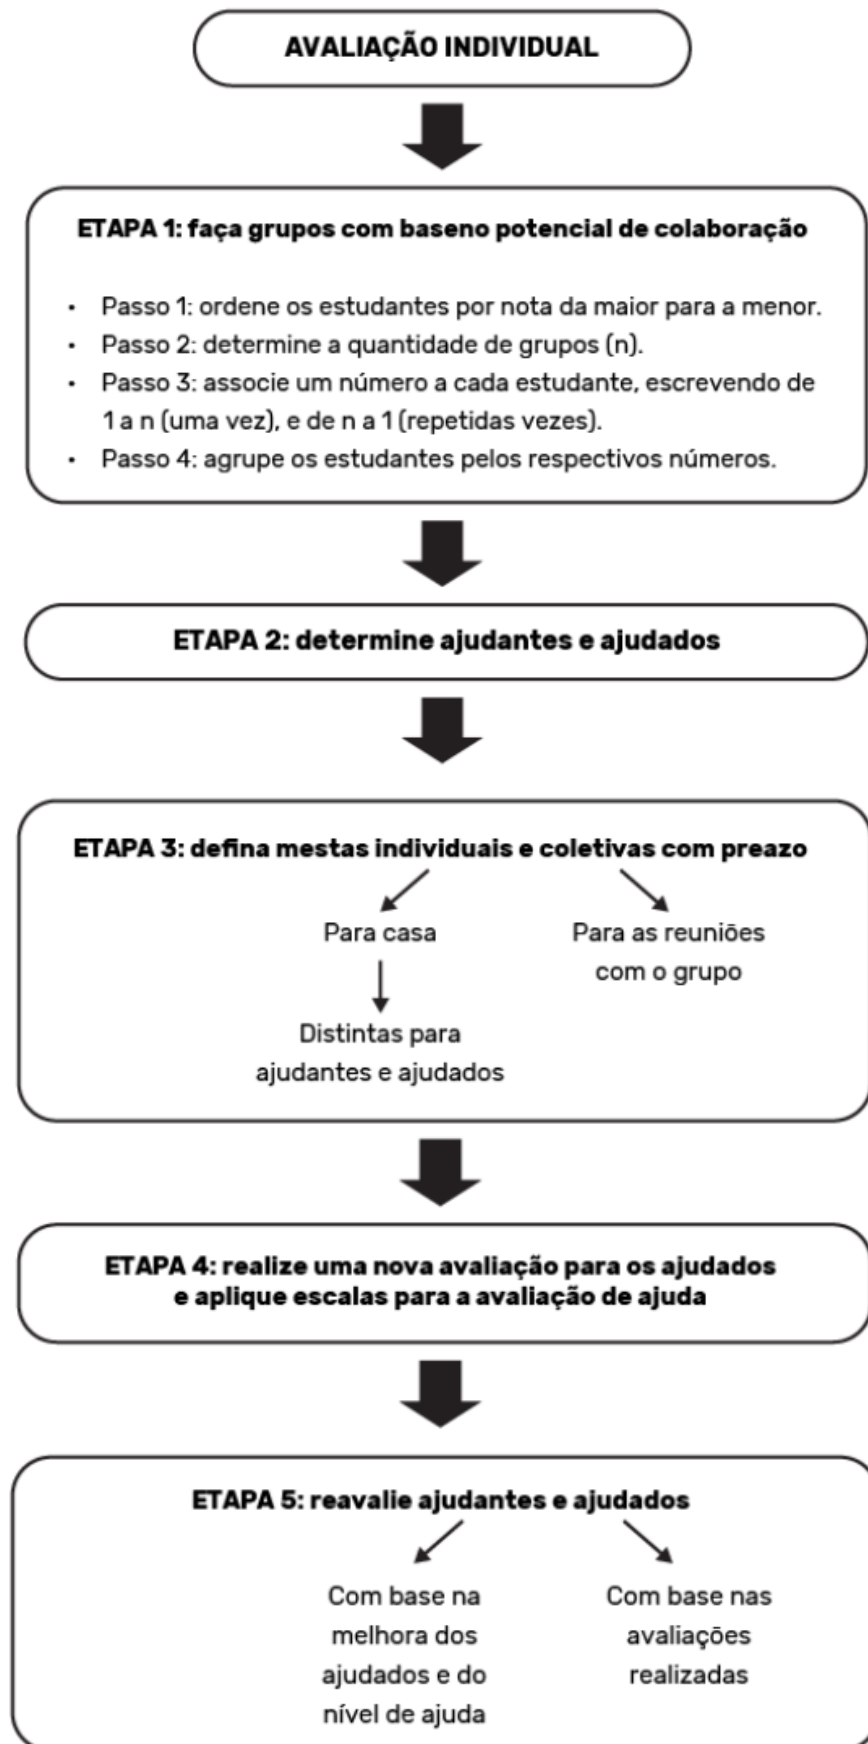 AVALIAÇÃO INDIVIDUAL
ETAPA 1: faça grupos com baseno potencial de colaboração
• Passo 1: ordene os estudantes por nota da maior para a menor.
• Passo 2: determine a quantidade de grupos (n).
• Passo 3: associe um número a cada estudante, escrevendo de
1 a n (uma vez), e de n a 1 (repetidas vezes).
• Passo 4: agrupe os estudantes pelos respectivos números.
ETAPA 2: determine ajudantes e ajudados
ETAPA 3: defina mestas individuais e coletivas com preazo
Para casa
Distintas para
ajudantes e ajudados
Para as reuniões
com o grupo
ETAPA 4: realize uma nova avaliação para os ajudados
e aplique escalas para a avaliação de ajuda
ETAPA 5: reavalie ajudantes e ajudados
Com base na
melhora dos
ajudados e do
nível de ajuda
Com base nas
avaliações
realizadas